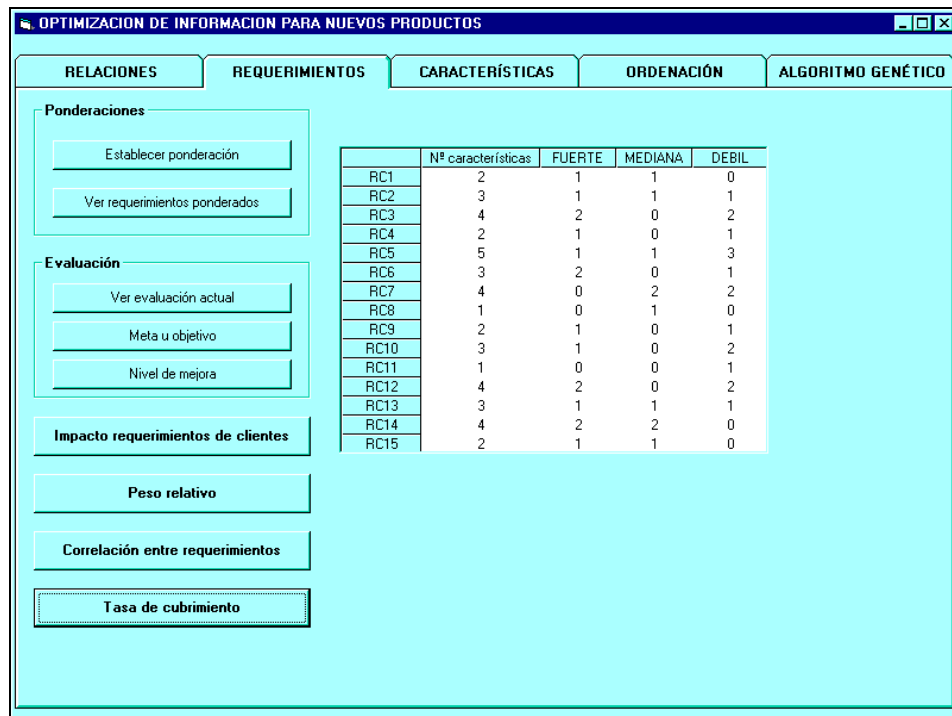 OPTIMIZACION DE INFORMACION PARA NUEVOS PRODUCTOS
RELACIONES REQUERIMIENTOS CARACTERÍSTICAS ORDENACIÓN ALGORITMO GENÉTICO
Ponderaciones
Establecer ponderación
Ver requerimientos ponderados
Evaluación
Ver evaluación actual
Meta u objetivo
Nivel de mejora
Impacto requerimientos de clientes
Peso relativo
Correlación entre requerimientos
Tasa de cubrimiento
Nº características FUERTE MEDIANA DEBIL
RC1 2 1 1 0
RC2 3 1 1 1
RC3 4 2 0 2
RC4 2 1 0 1
RC5 5 1 1 3
RC6 3 2 0 1
RC7 4 0 2 2
RC8 1 0 1 0
RC9 2 1 0 1
RC10 3 1 0 2
RC11 1 0 0 1
RC12 4 2 0 2
RC13 3 1 1 1
RC14 4 2 2 0
RC15 2 1 1 0